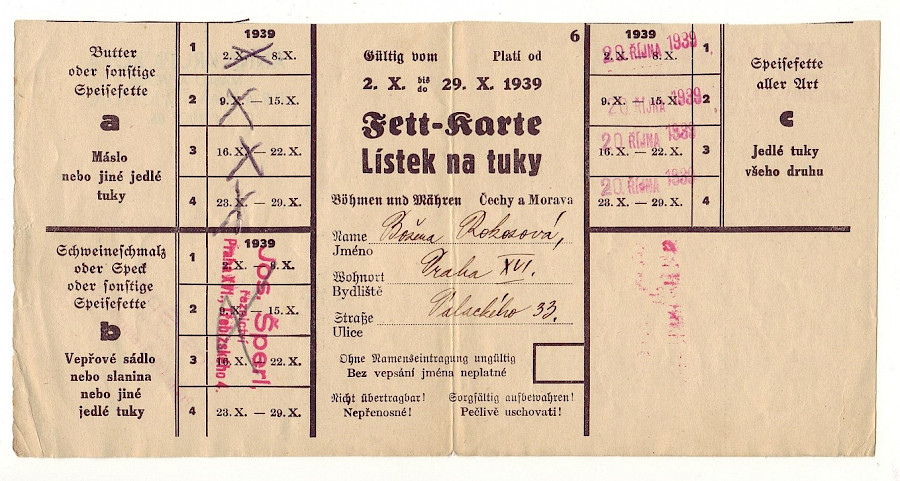 Butter
oder sonstige
Speisefette
a
Máslo
nebo jiné jedlé
tuky
1939
1 2. X. — 8. X.
2 9. X. — 15. X.
3 16. X. — 22. X.
4 23. X. — 29. X.
Schweineschmalz
oder Speck
oder sonstige
Speisefette
b
Vepřové sádlo
nebo slanina
nebo jiné
jedlé tuky
1939
1 8. X.
2 9. X. — 15. X.
3 16. X. 22. X.
4 23. X. — 29. X.
Jos. Šperl,
řeznictví
Praha XVI.,
6
Gültig vom Platí od
2. X. bis do 29. X. 1939
Fett-Karte
Lístek na tuky
Böhmen und Mähren Čechy a Morava
Name Božena Rokosová,
Jméno
Wohnort Praha XVI.
Bydliště
Straße Palackého 33.
Ulice
Ohne Namenseintragung ungültig
Bez vepsání jména neplatné
Nicht übertragbar! Sorgfältig aufbewahren!
Nepřenosné! Pečlivě uschovati!
1939
2. X. — 8. X. 1
9. X. — 15. X. 2
16. X. — 22. X. 3
23. X. — 29. X. 4
20. ŘÍJNA 1939
20. ŘÍJNA 1939
20. ŘÍJNA 1939
20. ŘÍJNA 1939
Speisefette
aller Art
c
Jedlé tuky
všeho druhu